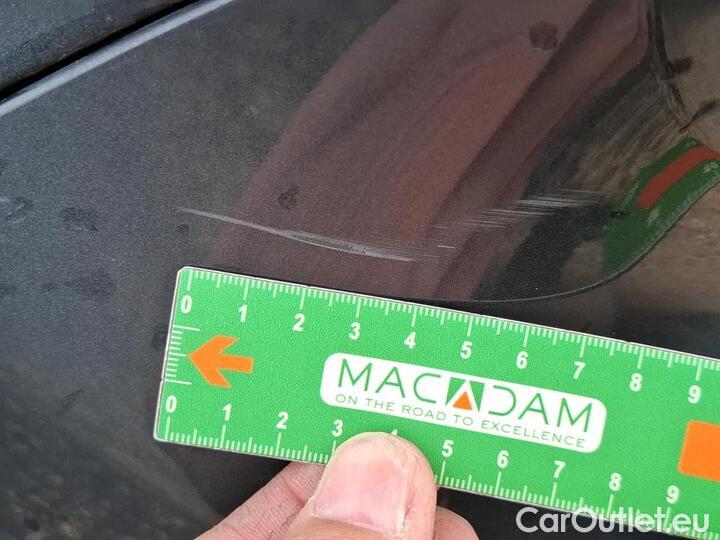 0 1 2 3 4 5 6 7 8 9
MACADAM
ON THE ROAD TO EXCELLENCE
0 1 2 3 4 5 6 7 8 9
CarOutlet.eu